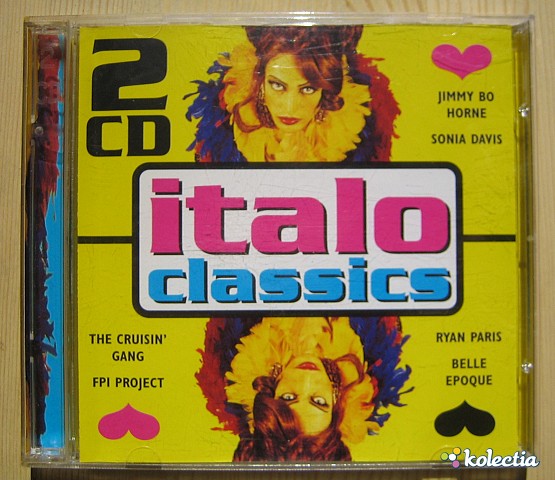 2
CD
JIMMY BO
HORNE
SONIA DAVIS
italo
classics
THE CRUISIN'
GANG
FPI PROJECT
RYAN PARIS
BELLE
EPOQUE
kolectia